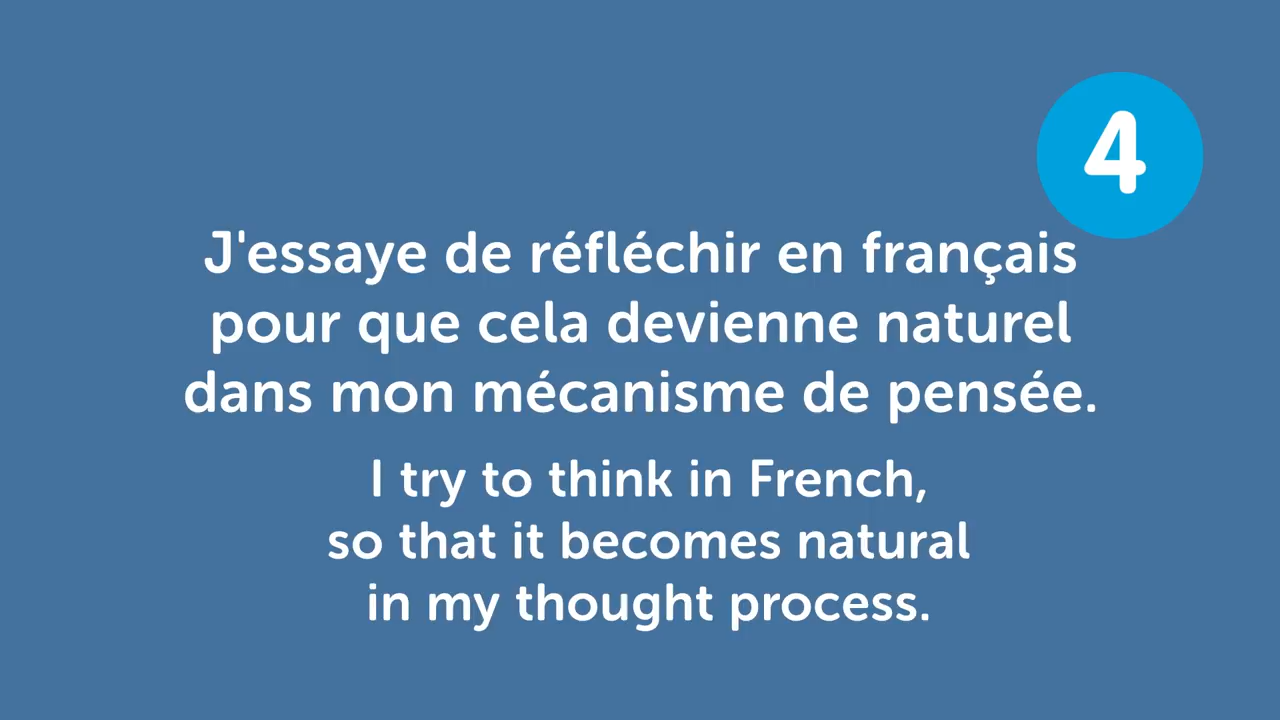 4
J'essaye de réfléchir en français
pour que cela devienne naturel
dans mon mécanisme de pensée.
I try to think in French,
so that it becomes natural
in my thought process.